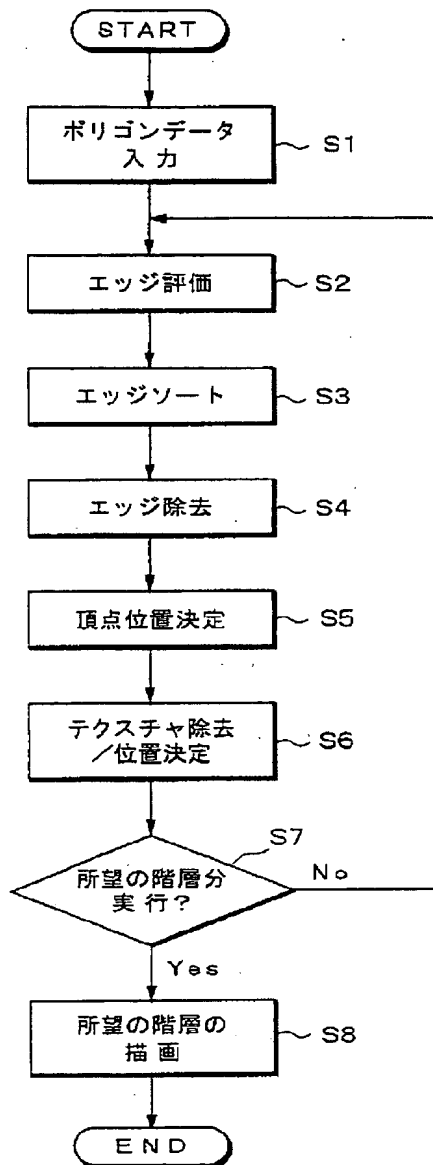 START
ポリゴンデータ
入力
S1
エッジ評価
S2
エッジソート
S3
エッジ除去
S4
頂点位置決定
S5
テクスチャ除去
／位置決定
S6
S7
所望の階層分
実行？
No
Yes
所望の階層の
描画
S8
END